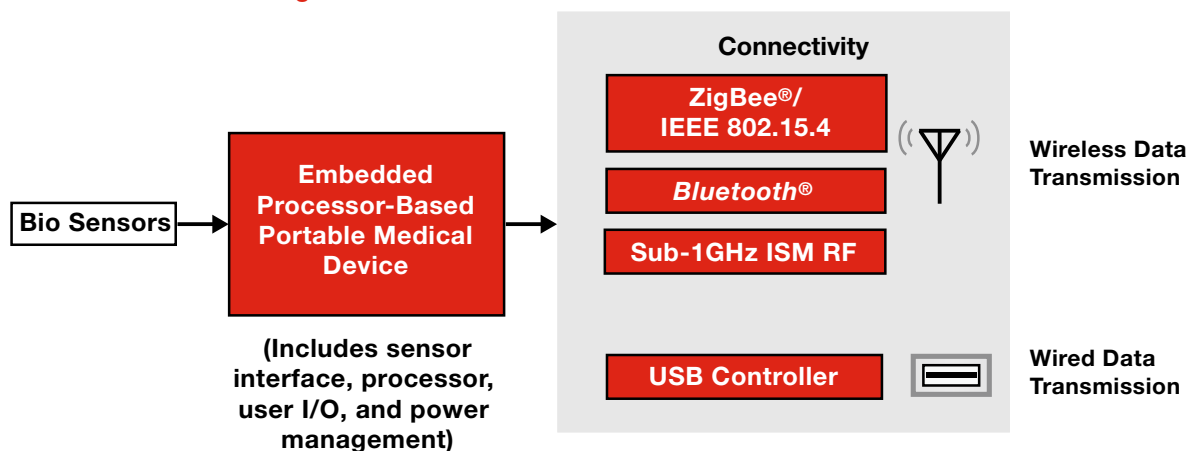 Connectivity
ZigBee®/
IEEE 802.15.4
Bluetooth®
Sub-1GHz ISM RF
Wireless Data
Transmission
Bio Sensors
Embedded
Processor-Based
Portable Medical
Device
(Includes sensor
interface, processor,
user I/O, and power
management)
USB Controller
Wired Data
Transmission